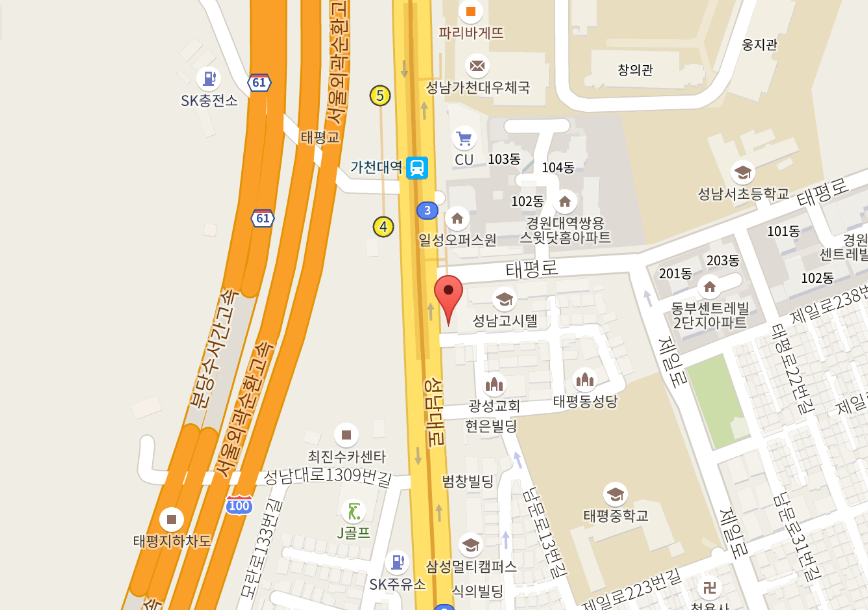 서울외곽순환고
파리바게뜨
웅지관
창의관
SK충전소
61
5
성남가천대우체국
태평교
가천대역
CU
103동
104동
성남서초등학교
태평로
102동
61
3
4
일성오퍼스원
경원대역쌍용
스윗닷홈아파트
101동
경원
센트레빌
203동
201동
102동
태평로
동부센트레빌
2단지아파트
제일로238번
성남고시텔
분당수서간고속
서울외곽순환고속
제일로
태평로22번길
성남대로
광성교회
현은빌딩
태평동성당
제일
최진수카센타
성남대로1309번길
범창빌딩
100
태평지하차도
J골프
모란로133번길
남문로13번길
태평중학교
제일로
남문로31번길
삼성멀티캠퍼스
SK주유소
식의빌딩
제일로223번길
속